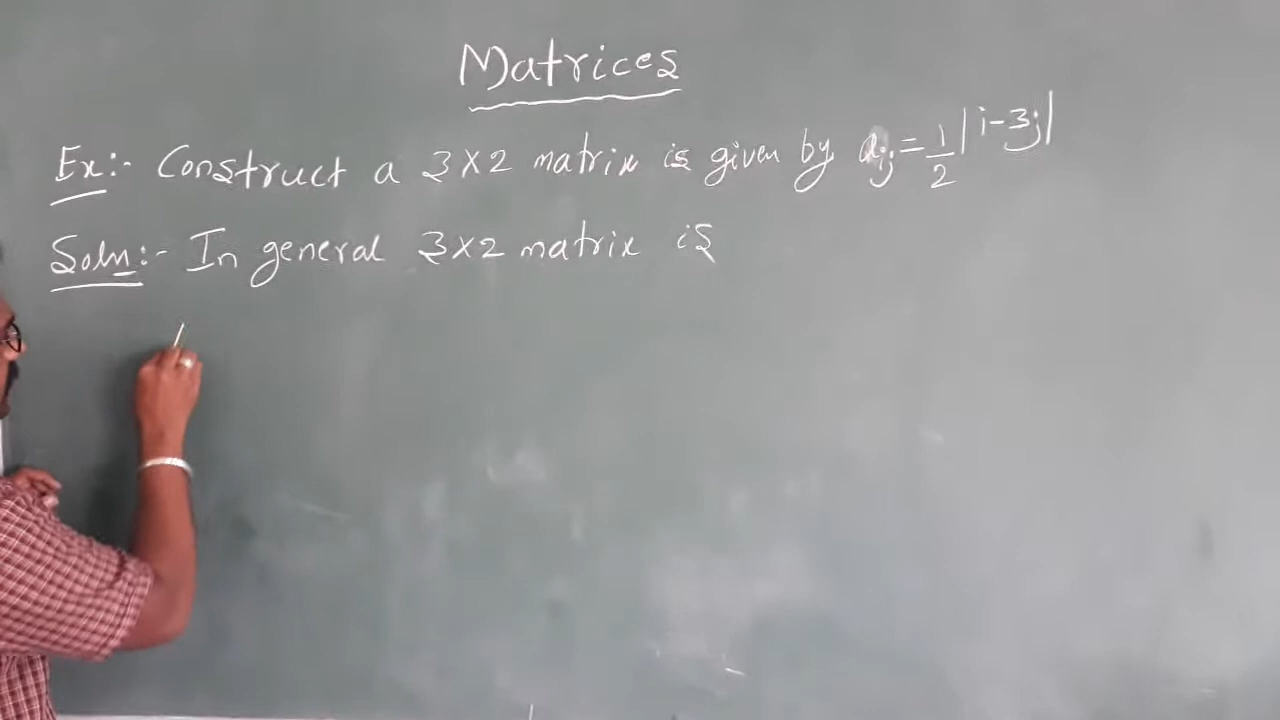 Matrices
Ex:- Construct a 3×2 matrix is given by aij = 1/2 |i-3j|
Soln:- In general 3×2 matrix is